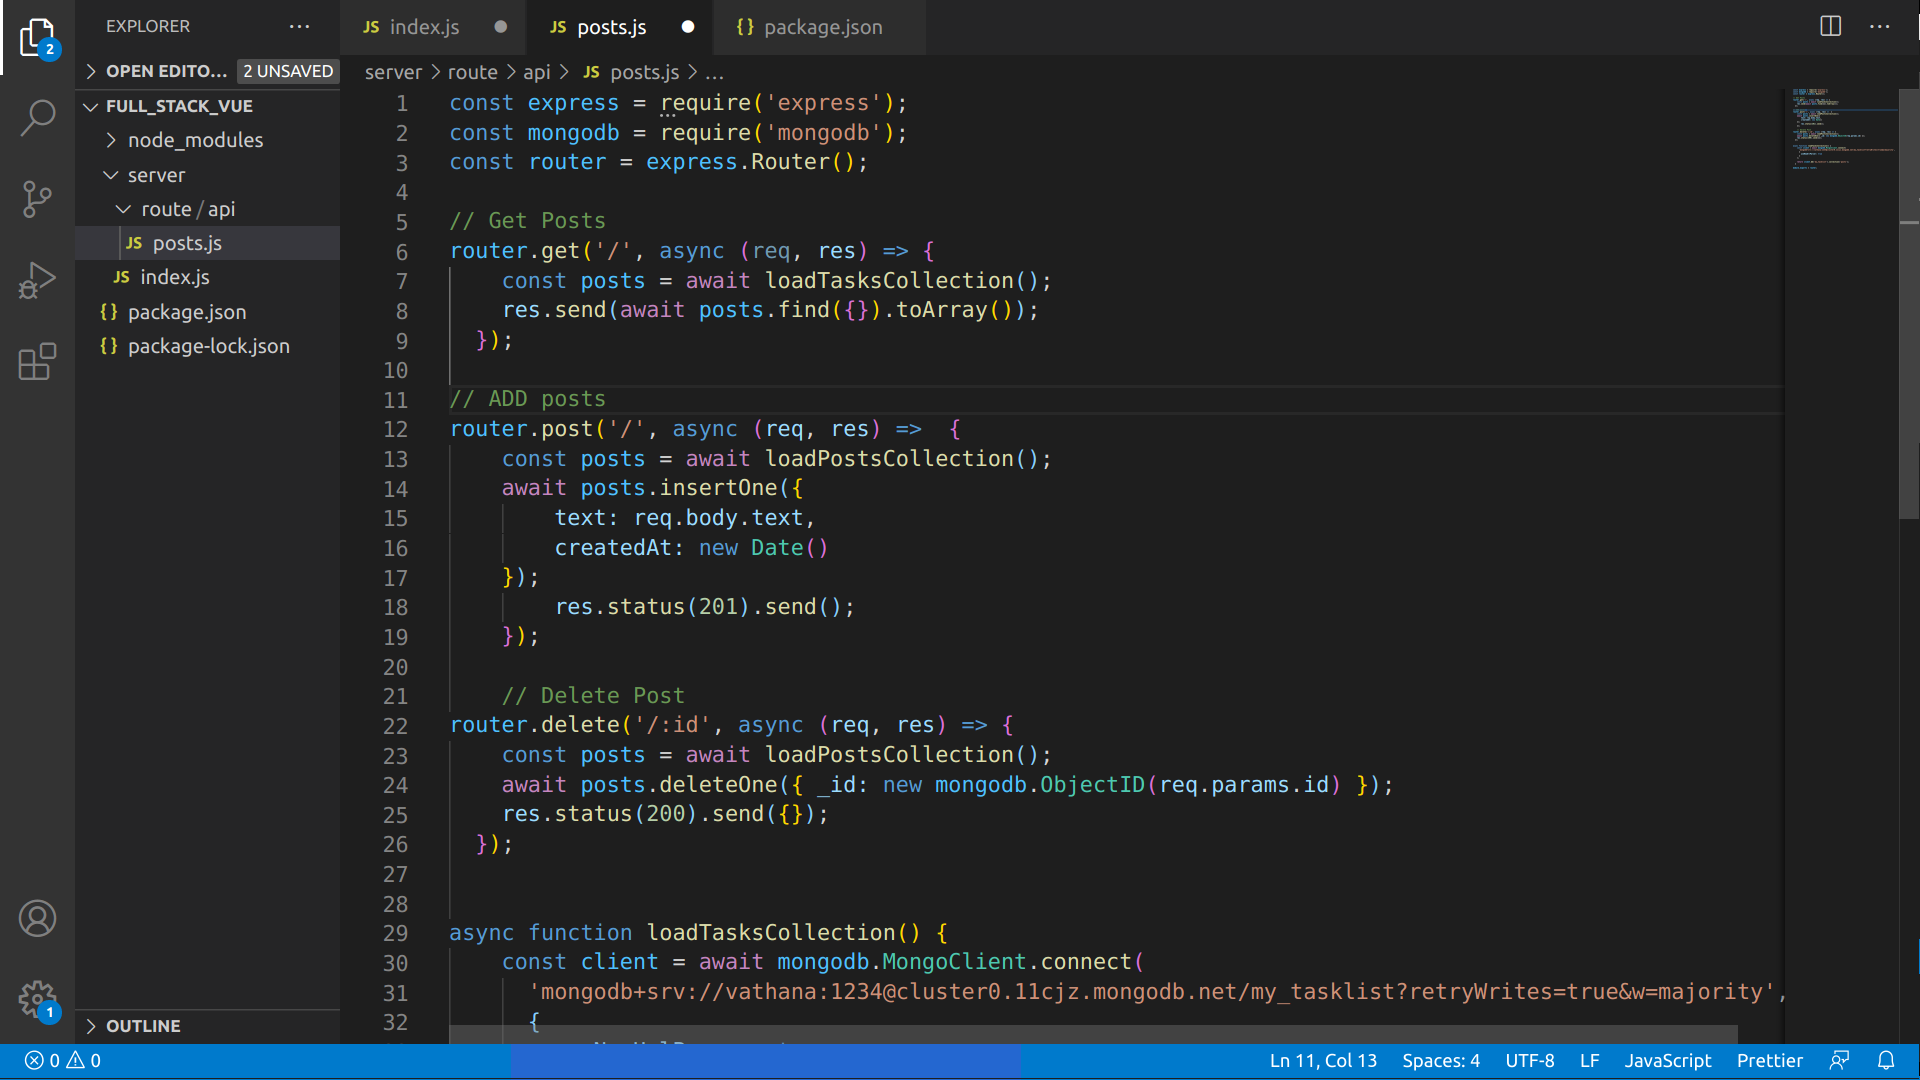 EXPLORER
OPEN EDITO... 2 UNSAVED
FULL_STACK_VUE
node_modules
server
route / api
JS posts.js
JS index.js
{} package.json
{} package-lock.json
OUTLINE
2
1
JS index.js
JS posts.js
{} package.json
server > route > api > JS posts.js > ...
1 const express = require('express');
2 const mongodb = require('mongodb');
3 const router = express.Router();
4
5 // Get Posts
6 router.get('/', async (req, res) => {
7 const posts = await loadTasksCollection();
8 res.send(await posts.find({}).toArray());
9 });
10
11 // ADD posts
12 router.post('/', async (req, res) =>  {
13 const posts = await loadPostsCollection();
14 await posts.insertOne({
15 text: req.body.text,
16 createdAt: new Date()
17 });
18 res.status(201).send();
19 });
20
21 // Delete Post
22 router.delete('/:id', async (req, res) => {
23 const posts = await loadPostsCollection();
24 await posts.deleteOne({ _id: new mongodb.ObjectID(req.params.id) });
25 res.status(200).send({});
26 });
27
28
29 async function loadTasksCollection() {
30 const client = await mongodb.MongoClient.connect(
31 'mongodb+srv://vathana:1234@cluster0.11cjz.mongodb.net/my_tasklist?retryWrites=true&w=majority',
32 {
0 0
Ln 11, Col 13 Spaces: 4 UTF-8 LF JavaScript Prettier